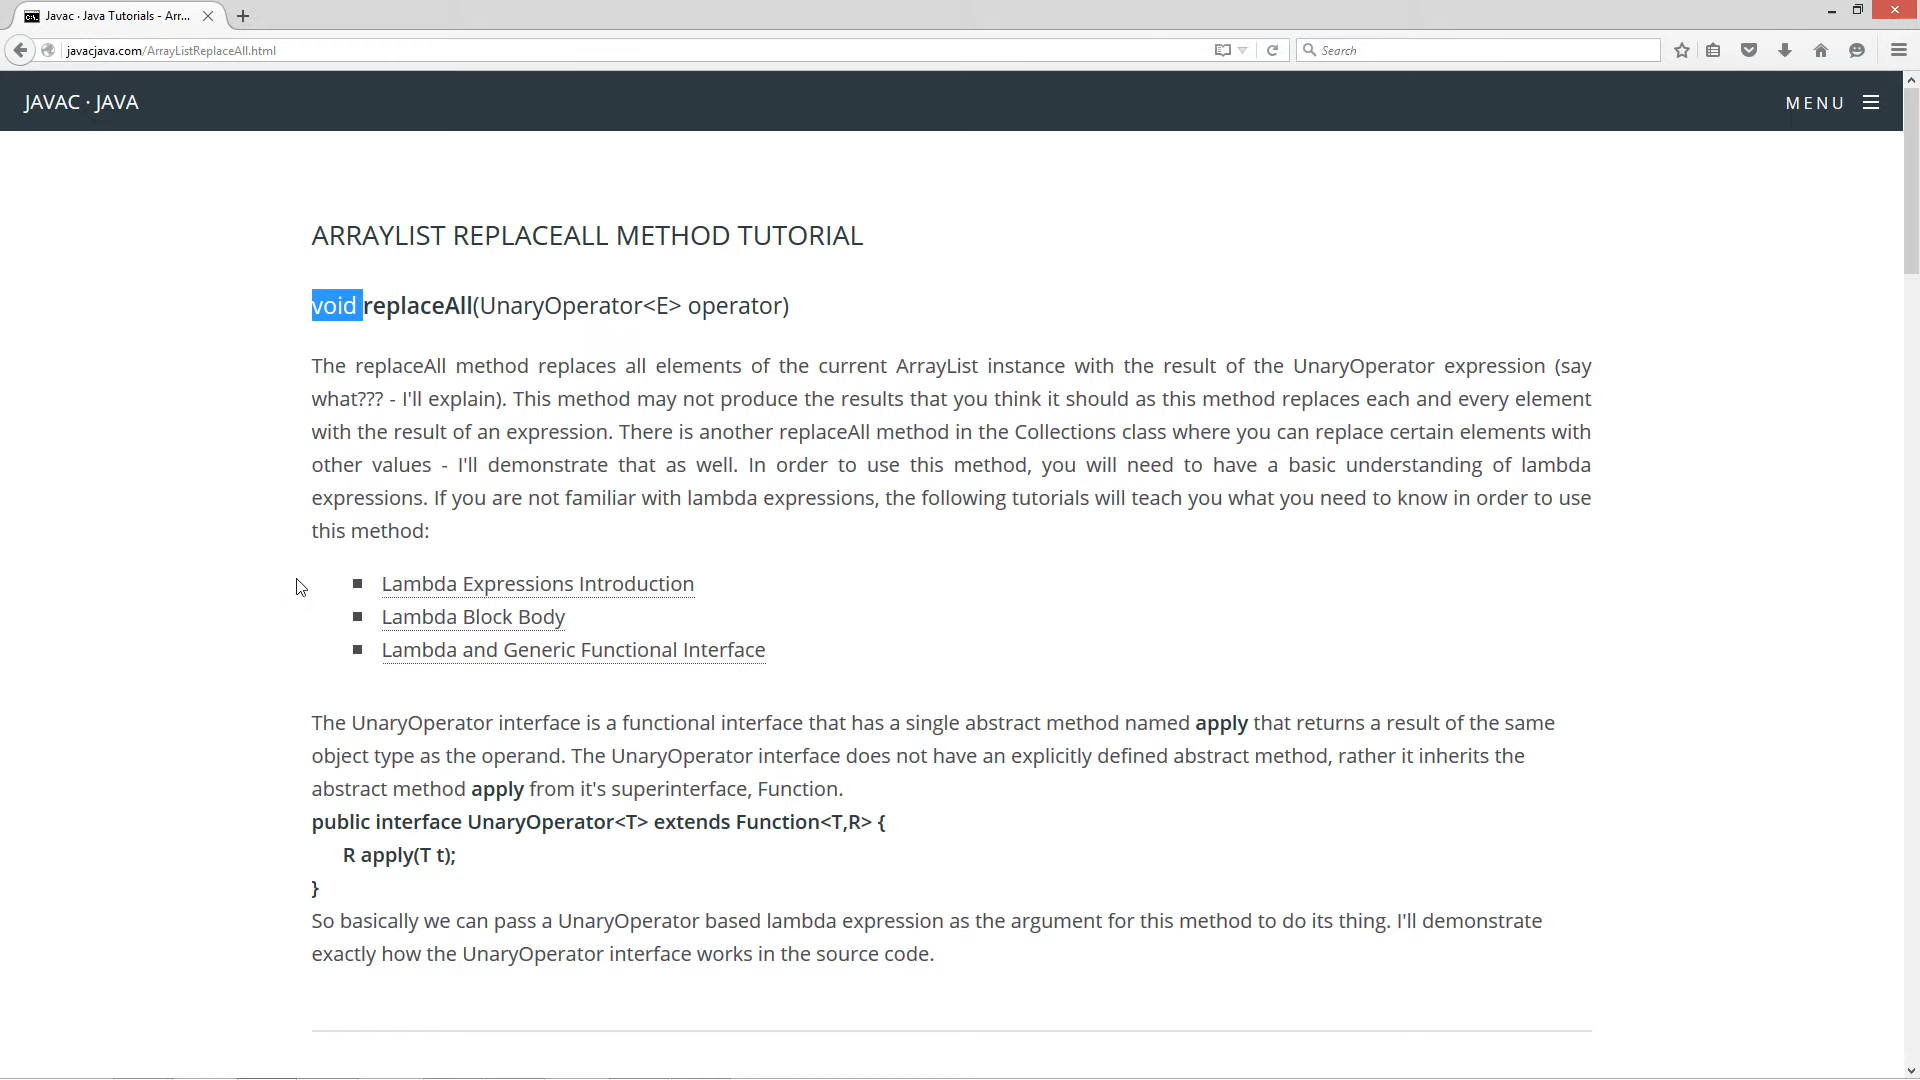 Javac · Java Tutorials - Arr...
javacjava.com/ArrayListReplaceAll.html
Search
JAVAC · JAVA
MENU
ARRAYLIST REPLACEALL METHOD TUTORIAL
void replaceAll(UnaryOperator<E> operator)
The replaceAll method replaces all elements of the current ArrayList instance with the result of the UnaryOperator expression (say
what??? - I'll explain). This method may not produce the results that you think it should as this method replaces each and every element
with the result of an expression. There is another replaceAll method in the Collections class where you can replace certain elements with
other values - I'll demonstrate that as well. In order to use this method, you will need to have a basic understanding of lambda
expressions. If you are not familiar with lambda expressions, the following tutorials will teach you what you need to know in order to use
this method:
Lambda Expressions Introduction
Lambda Block Body
Lambda and Generic Functional Interface
The UnaryOperator interface is a functional interface that has a single abstract method named apply that returns a result of the same
object type as the operand. The UnaryOperator interface does not have an explicitly defined abstract method, rather it inherits the
abstract method apply from it's superinterface, Function.
public interface UnaryOperator<T> extends Function<T,R> {
R apply(T t);
}
So basically we can pass a UnaryOperator based lambda expression as the argument for this method to do its thing. I'll demonstrate
exactly how the UnaryOperator interface works in the source code.